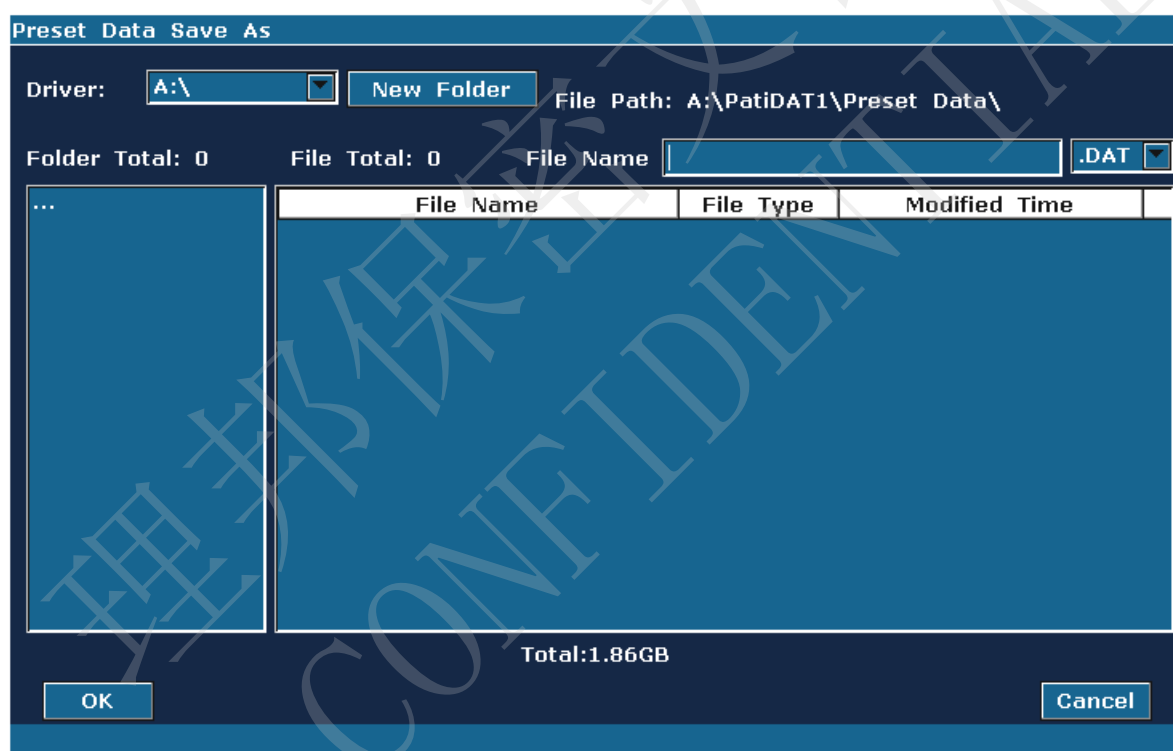 Preset Data Save As
Driver: A:\ New Folder File Path: A:\PatiDAT1\Preset Data\
Folder Total: 0 File Total: 0 File Name .DAT
... File Name File Type Modified Time
Total:1.86GB
OK Cancel
理邦保密文
CONFIDENTIAL